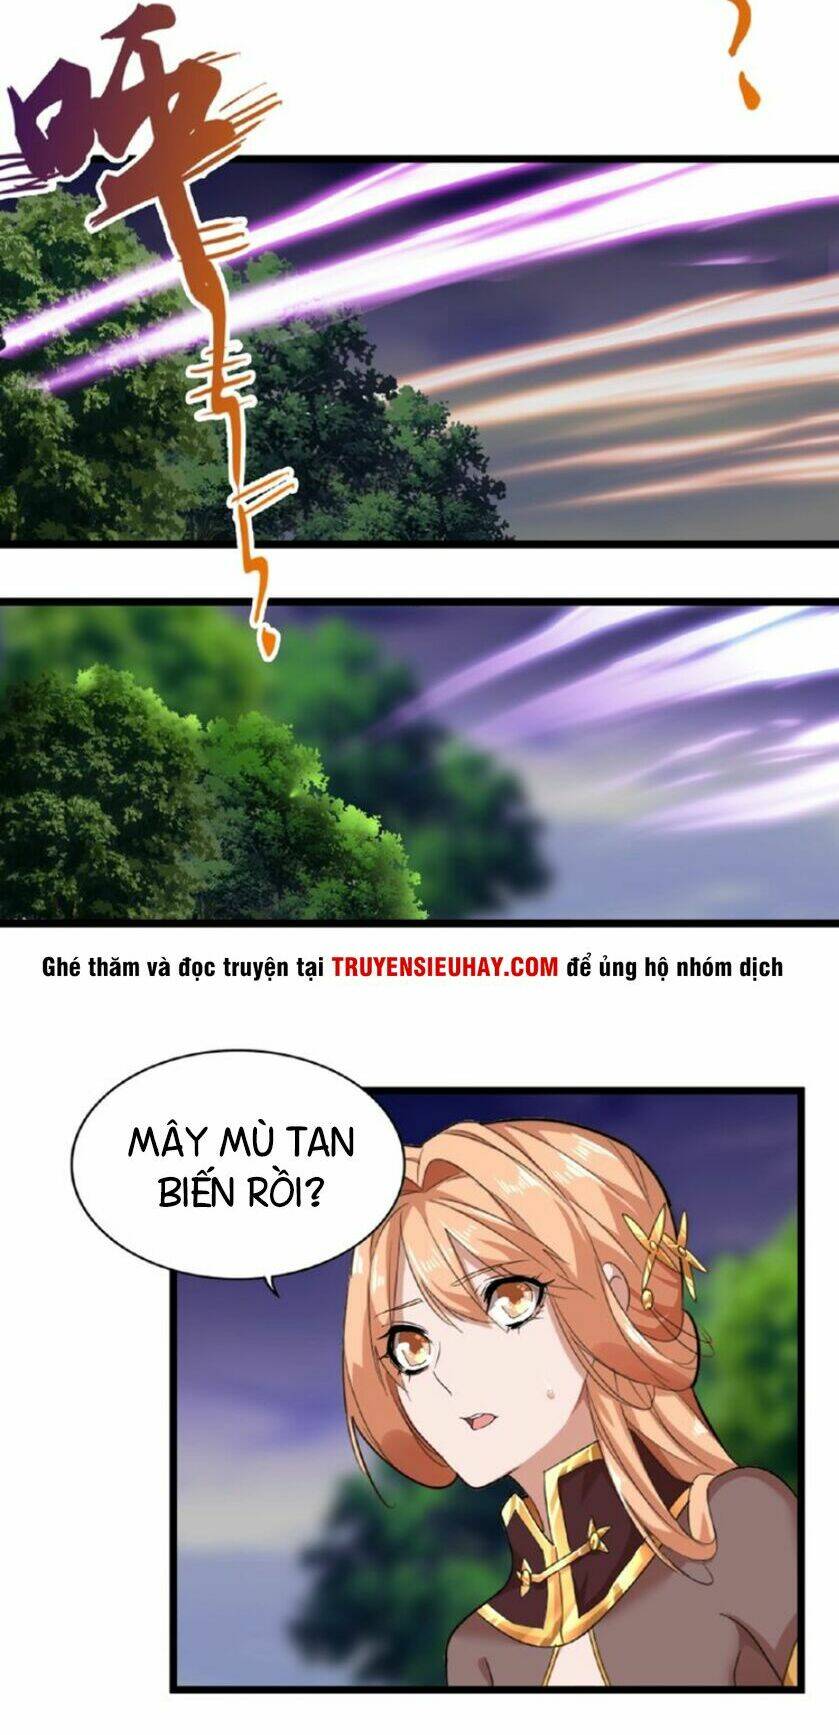 呼
Ghé thăm và đọc truyện tại TRUYENSIEUHAY.COM để ủng hộ nhóm dịch
MÂY MÙ TAN
BIẾN RỒI?